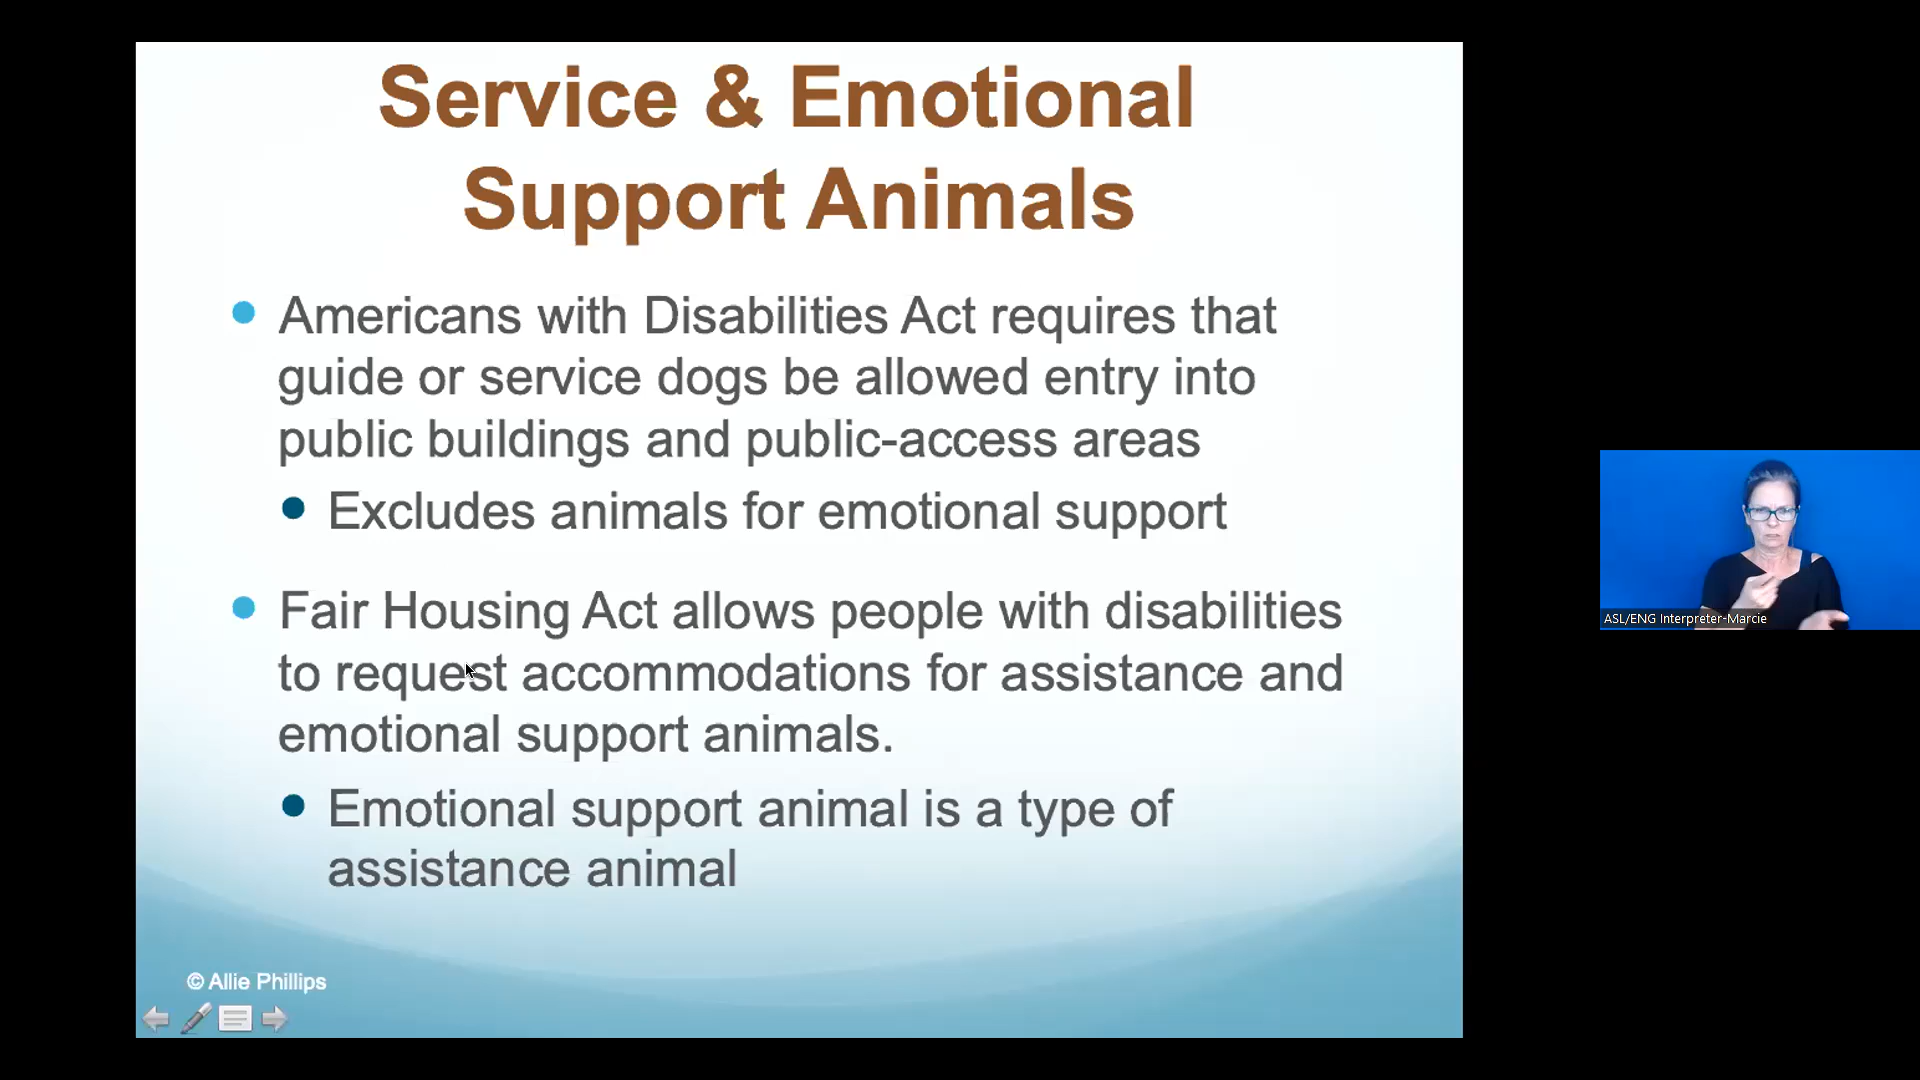 Service & Emotional
Support Animals
Americans with Disabilities Act requires that
guide or service dogs be allowed entry into
public buildings and public-access areas
Excludes animals for emotional support
Fair Housing Act allows people with disabilities
to request accommodations for assistance and
emotional support animals.
Emotional support animal is a type of
assistance animal
© Allie Phillips
ASL/ENG Interpreter-Marcie